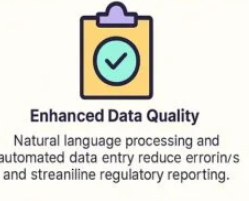 Enhanced Data Quality
Natural language processing and
automated data entry reduce errorin/s
and streaniline regulatory reporting.